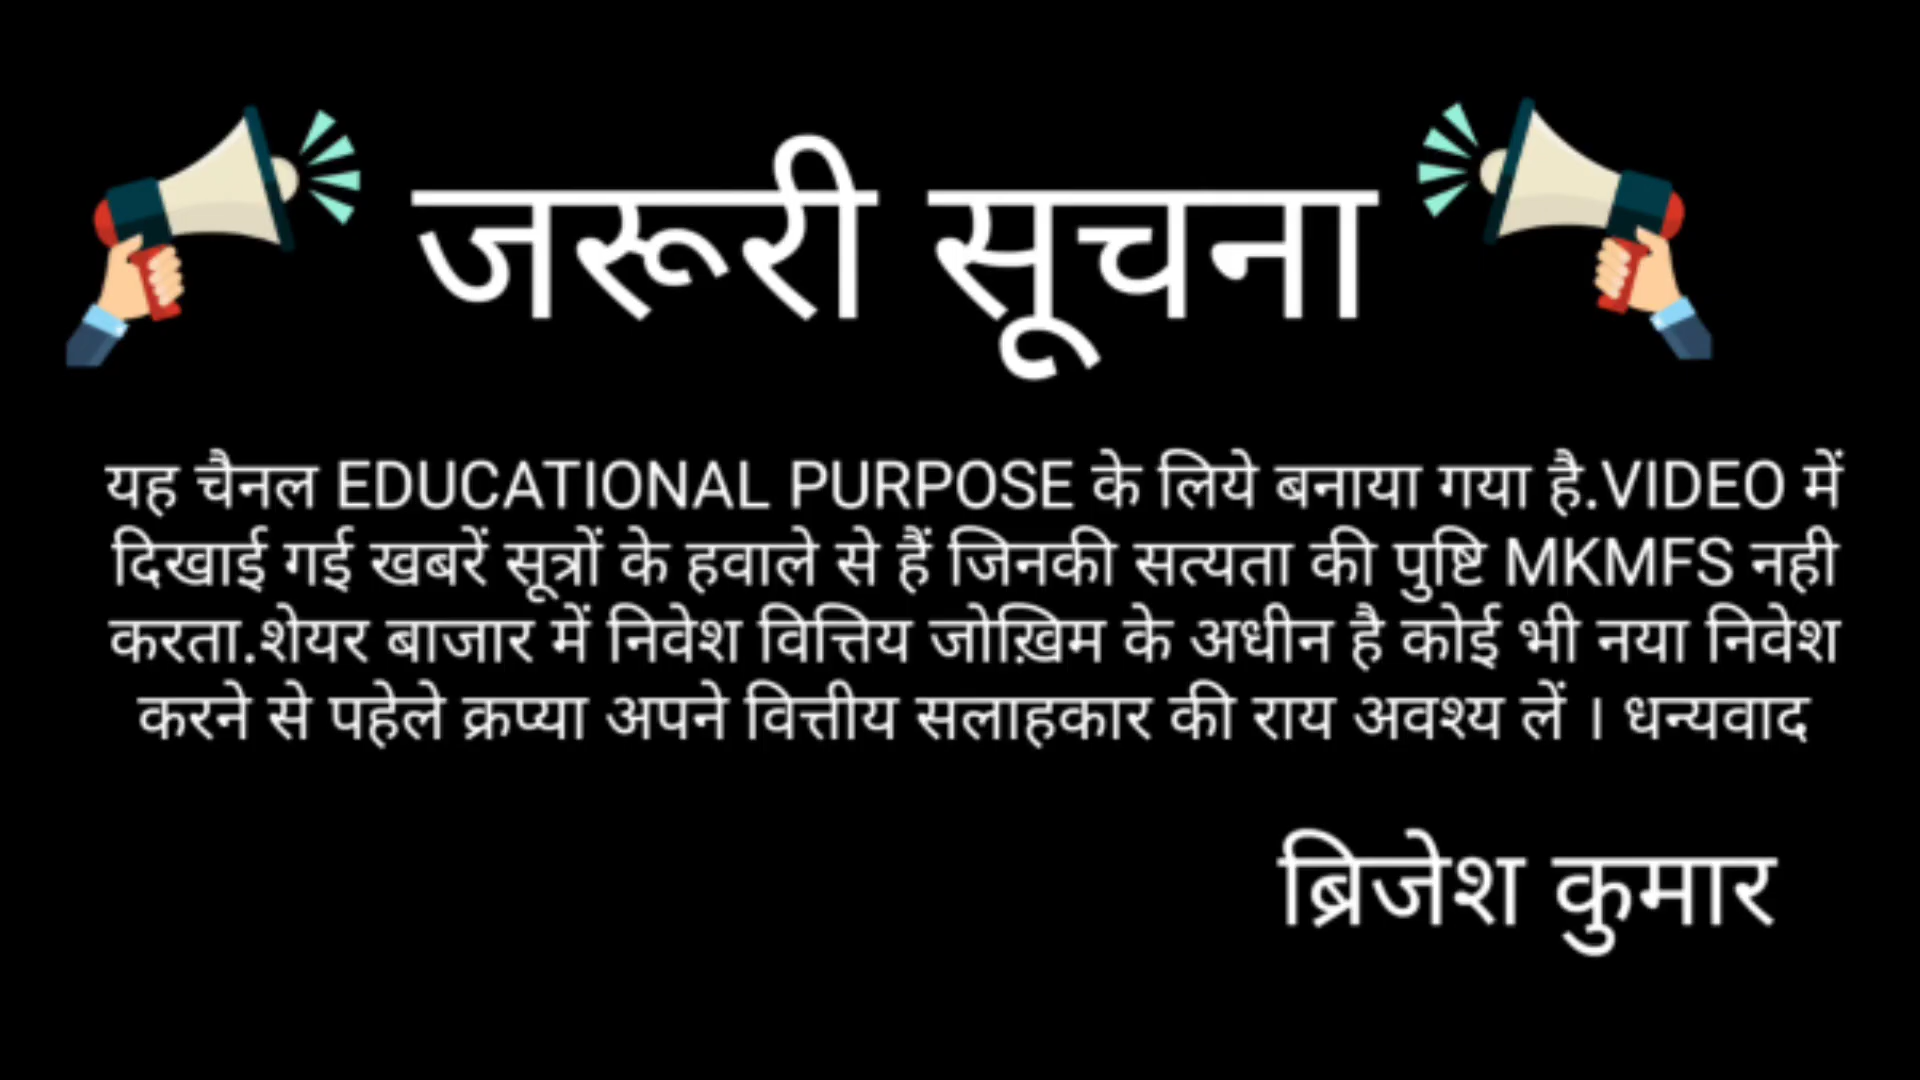 जरूरी सूचना
यह चैनल EDUCATIONAL PURPOSE के लिये बनाया गया है.VIDEO में
दिखाई गई खबरें सूत्रों के हवाले से हैं जिनकी सत्यता की पुष्टि MKMFS नही
करता.शेयर बाजार में निवेश वित्तिय जोख़िम के अधीन है कोई भी नया निवेश
करने से पहेले क्रप्या अपने वित्तीय सलाहकार की राय अवश्य लें । धन्यवाद
ब्रिजेश कुमार